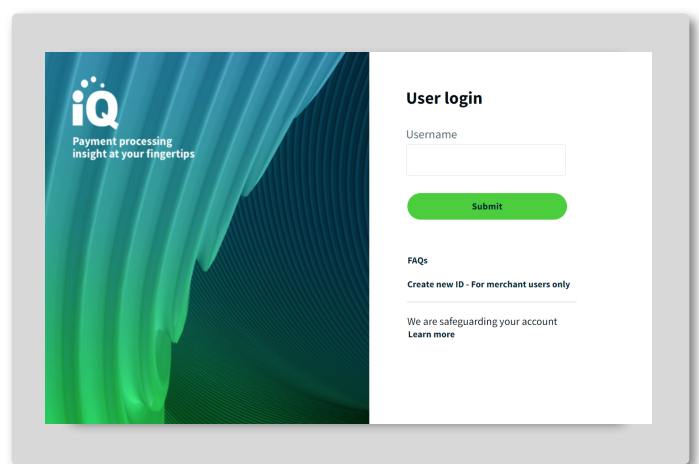 iQ
Payment processing
insight at your fingertips
User login
Username
Submit
FAQs
Create new ID - For merchant users only
We are safeguarding your account
Learn more